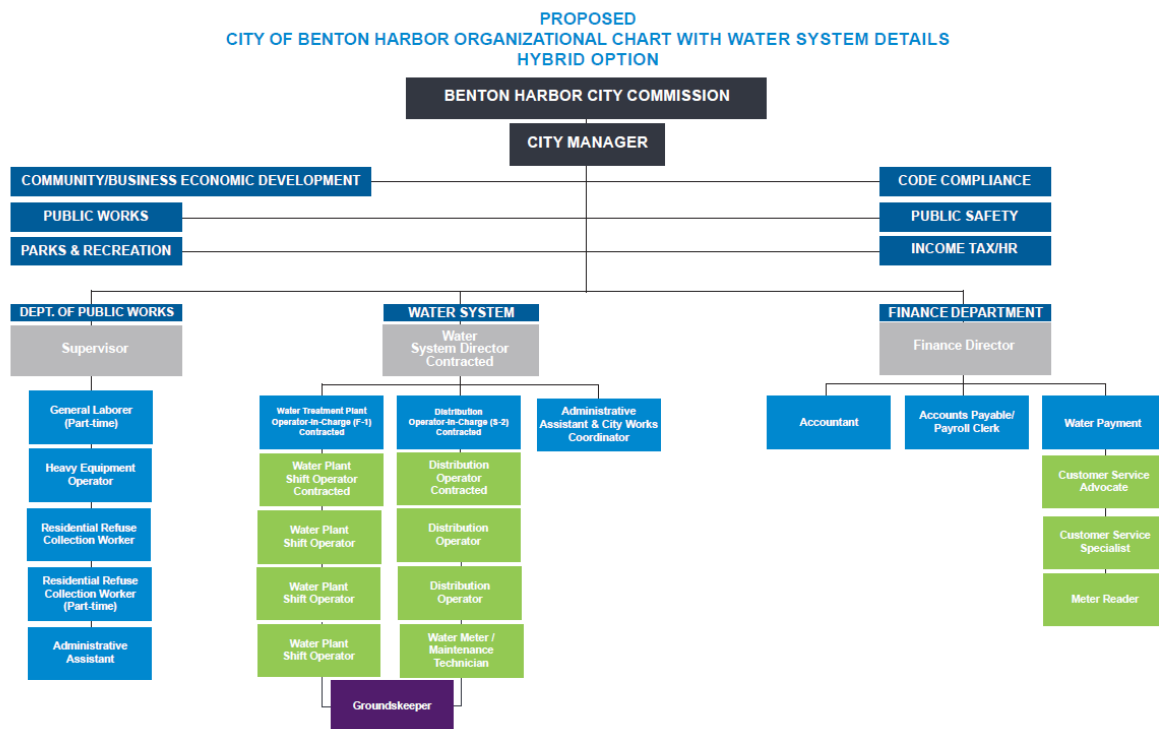 PROPOSED
CITY OF BENTON HARBOR ORGANIZATIONAL CHART WITH WATER SYSTEM DETAILS
HYBRID OPTION
BENTON HARBOR CITY COMMISSION
CITY MANAGER
COMMUNITY/BUSINESS ECONOMIC DEVELOPMENT
CODE COMPLIANCE
PUBLIC WORKS
PUBLIC SAFETY
PARKS & RECREATION
INCOME TAX/HR
DEPT. OF PUBLIC WORKS
Supervisor
General Laborer
(Part-time)
Heavy Equipment
Operator
Residential Refuse
Collection Worker
Residential Refuse
Collection Worker
(Part-time)
Administrative
Assistant
WATER SYSTEM
Water
System Director
Contracted
Water Treatment Plant
Operator-In-Charge (F-1)
Contracted
Water Plant
Shift Operator
Contracted
Water Plant
Shift Operator
Water Plant
Shift Operator
Water Plant
Shift Operator
Distribution
Operator-In-Charge (S-2)
Contracted
Distribution
Operator
Contracted
Distribution
Operator
Distribution
Operator
Water Meter /
Maintenance
Technician
Groundskeeper
Administrative
Assistant & City Works
Coordinator
FINANCE DEPARTMENT
Finance Director
Accountant
Accounts Payable/
Payroll Clerk
Water Payment
Customer Service
Advocate
Customer Service
Specialist
Meter Reader